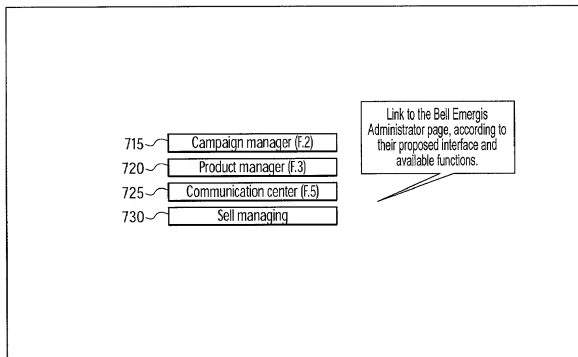 715 Campaign manager (F.2)
720 Product manager (F.3)
725 Communication center (F.5)
730 Sell managing
Link to the Bell Emergis
Administrator page, according to
their proposed interface and
available functions.